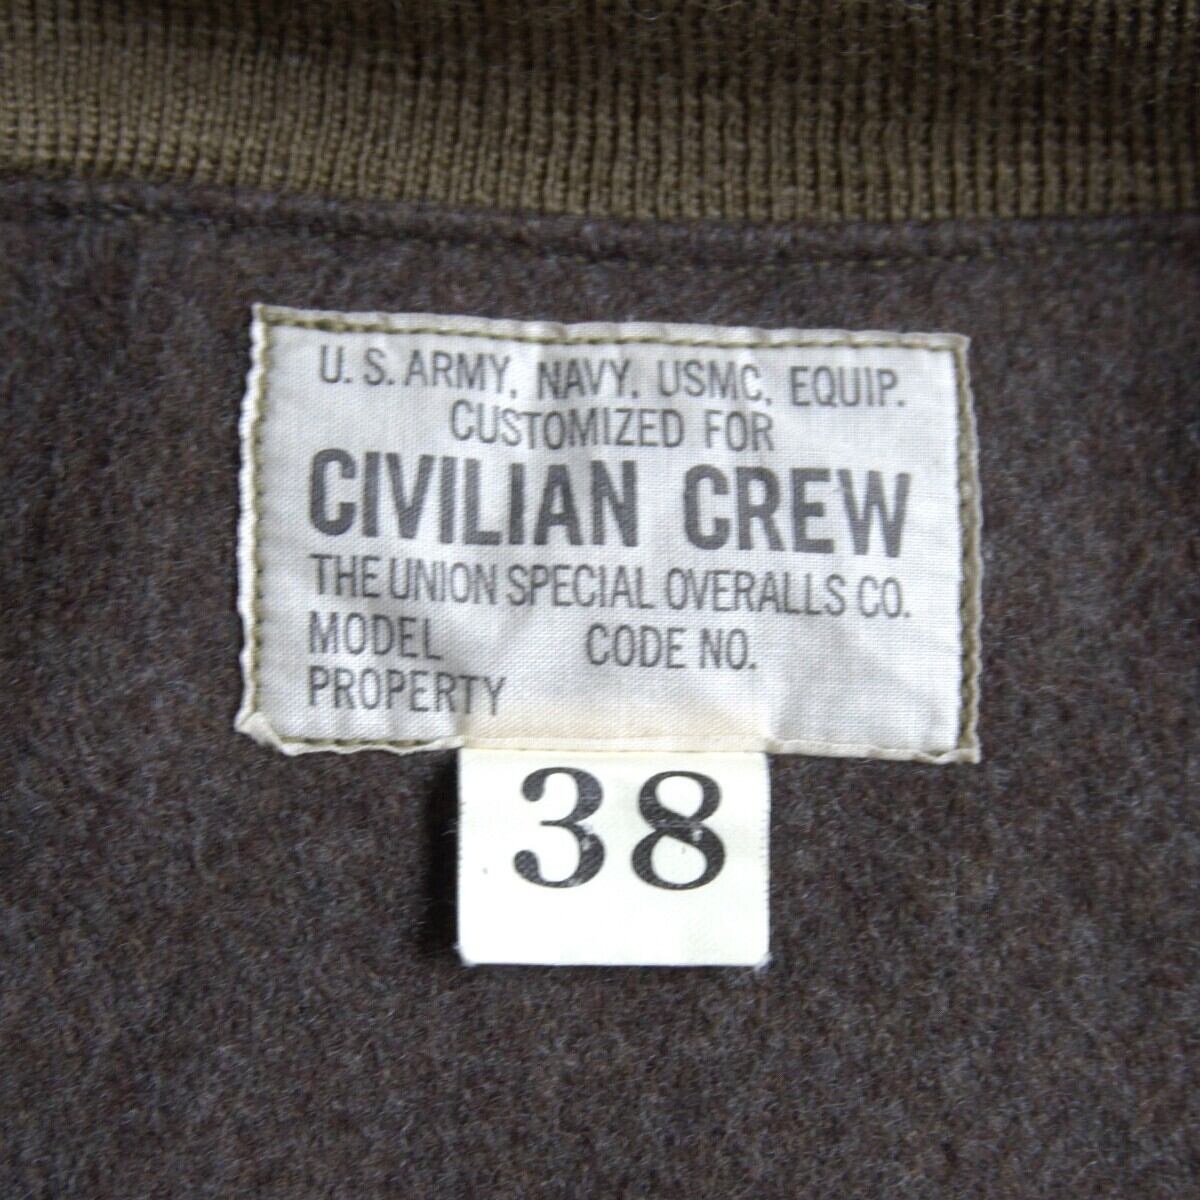 U. S. ARMY, NAVY, USMC, EQUIP.
CUSTOMIZED FOR
CIVILIAN CREW
THE UNION SPECIAL OVERALLS CO.
MODEL CODE NO.
PROPERTY
38